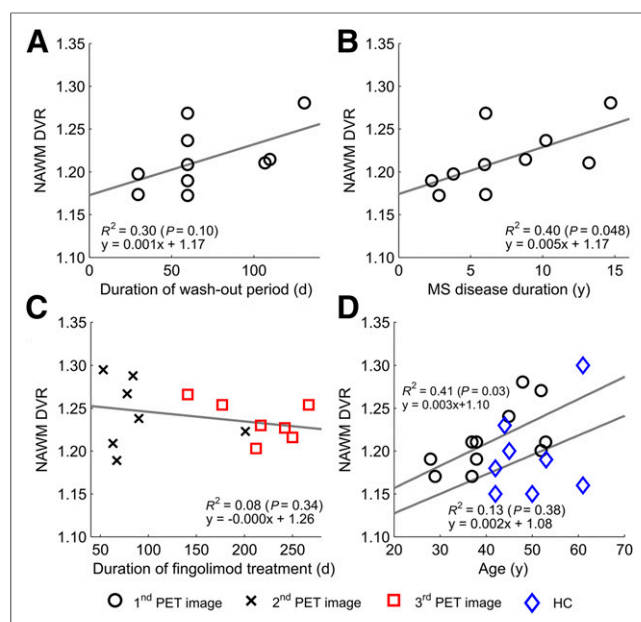 A
NAWM DVR
1.35
1.30
1.25
1.20
1.15
1.10
R² = 0.30 (P = 0.10)
y = 0.001x + 1.17
0 50 100
Duration of wash-out period (d)
B
NAWM DVR
1.35
1.30
1.25
1.20
1.15
1.10
R² = 0.40 (P = 0.048)
y = 0.005x + 1.17
0 5 10 15
MS disease duration (y)
C
NAWM DVR
1.35
1.30
1.25
1.20
1.15
1.10
R² = 0.08 (P = 0.34)
y = -0.000x + 1.26
50 100 150 200 250
Duration of fingolimod treatment (d)
D
NAWM DVR
1.35
1.30
1.25
1.20
1.15
1.10
R² = 0.41 (P = 0.03)
y = 0.003x+1.10
R² = 0.13 (P = 0.38)
y = 0.002x + 1.08
20 30 40 50 60 70
Age (y)
1ⁿᵈ PET image 2ⁿᵈ PET image 3ʳᵈ PET image HC